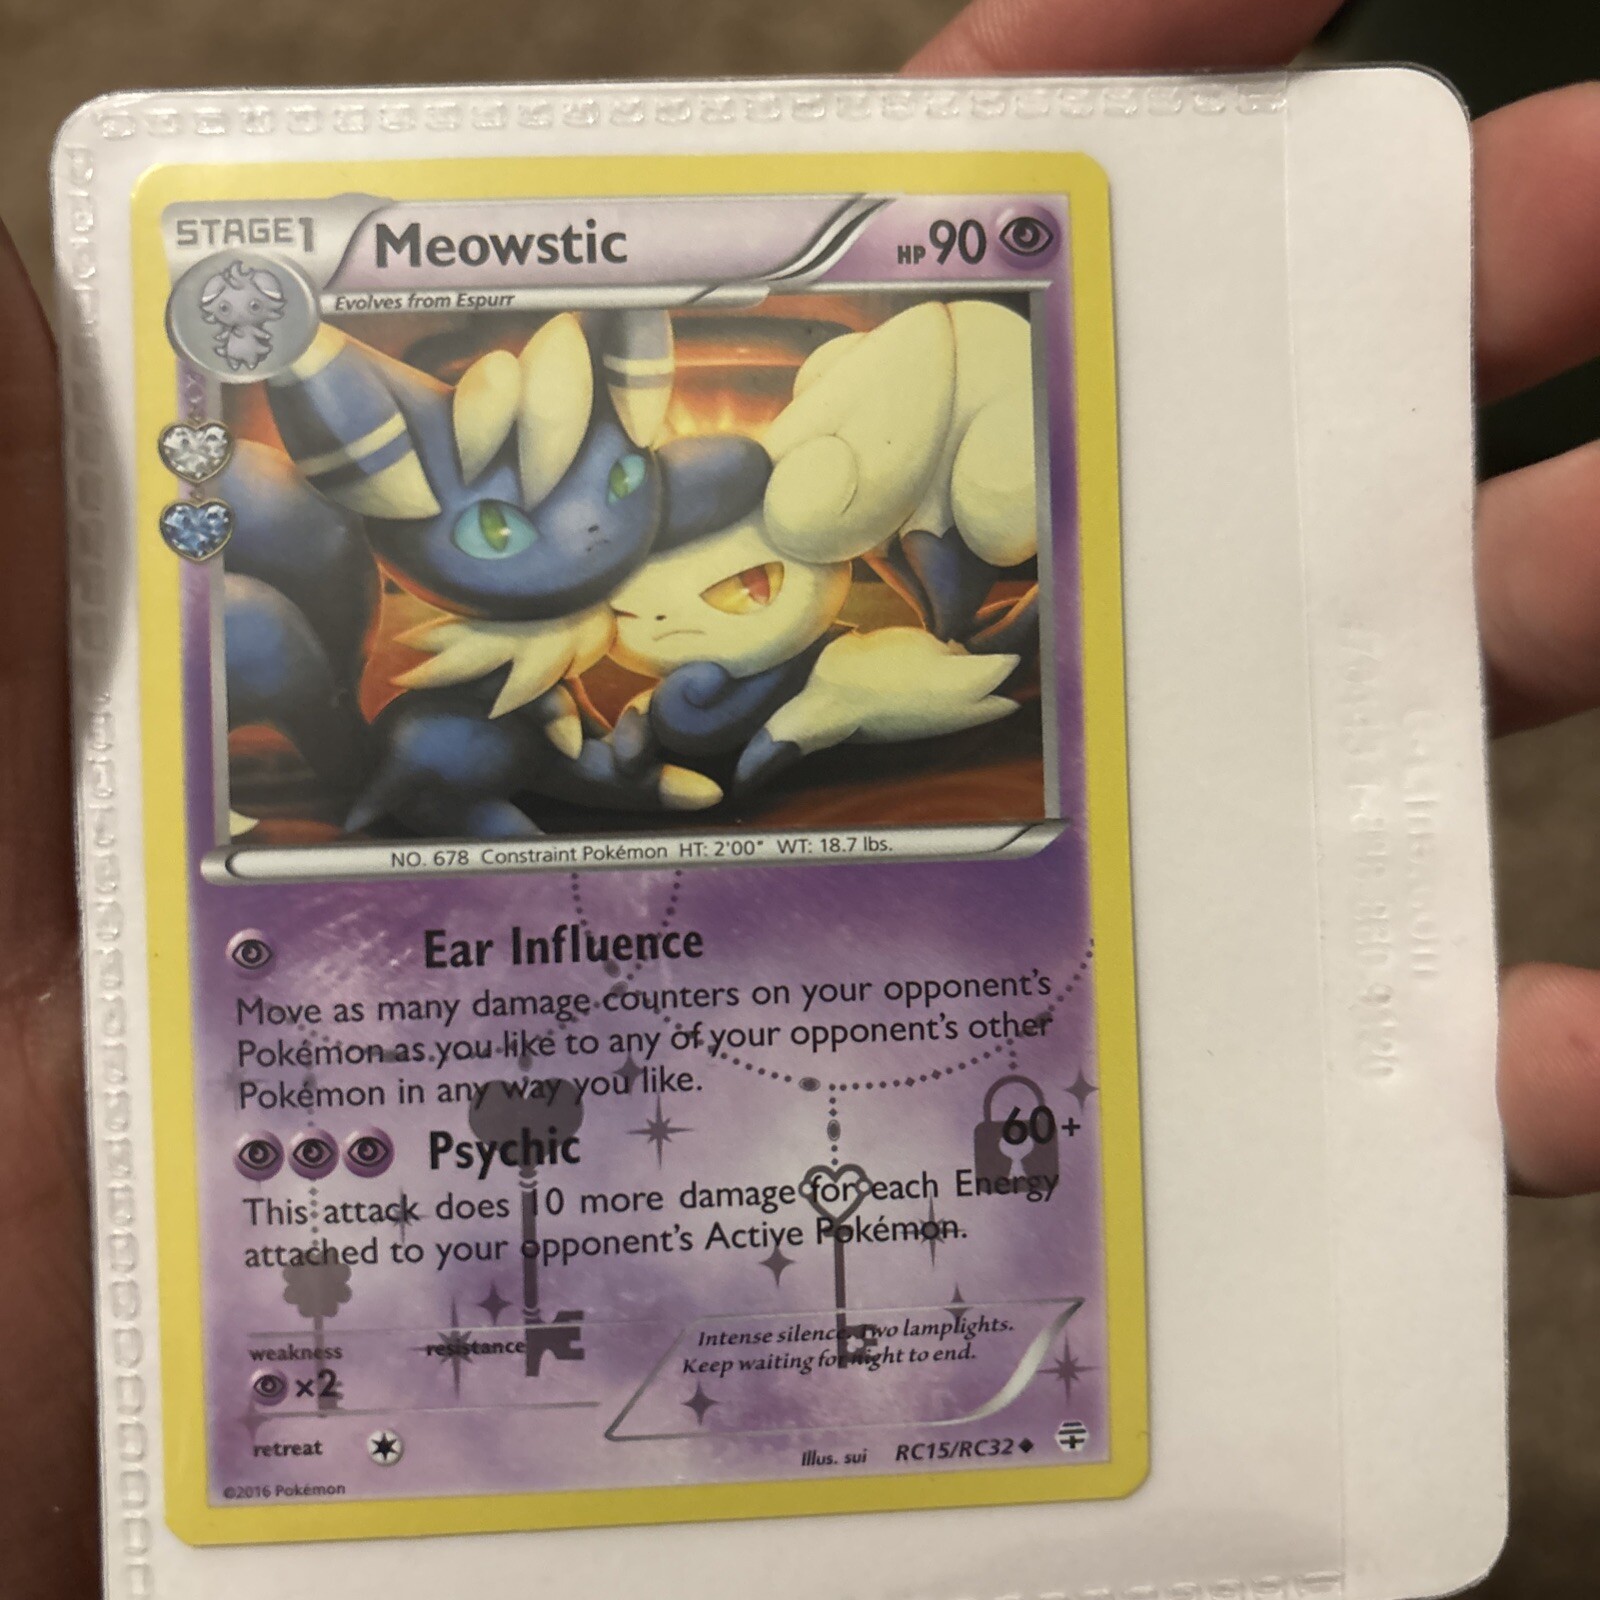 STAGE1
Meowstic
HP90
Evolves from Espurr
NO. 678 Constraint Pokémon HT: 2'00" WT: 18.7 lbs.
Ear Influence
Move as many damage counters on your opponent's
Pokémon as you like to any of your opponent's other
Pokémon in any way you like.
Psychic 60+
This attack does 10 more damage for each Energy
attached to your opponent's Active Pokémon.
weakness
×2
resistance
Intense silence. Two lamplights.
Keep waiting for night to end.
retreat
Illus. sui RC15/RC32
©2016 Pokémon